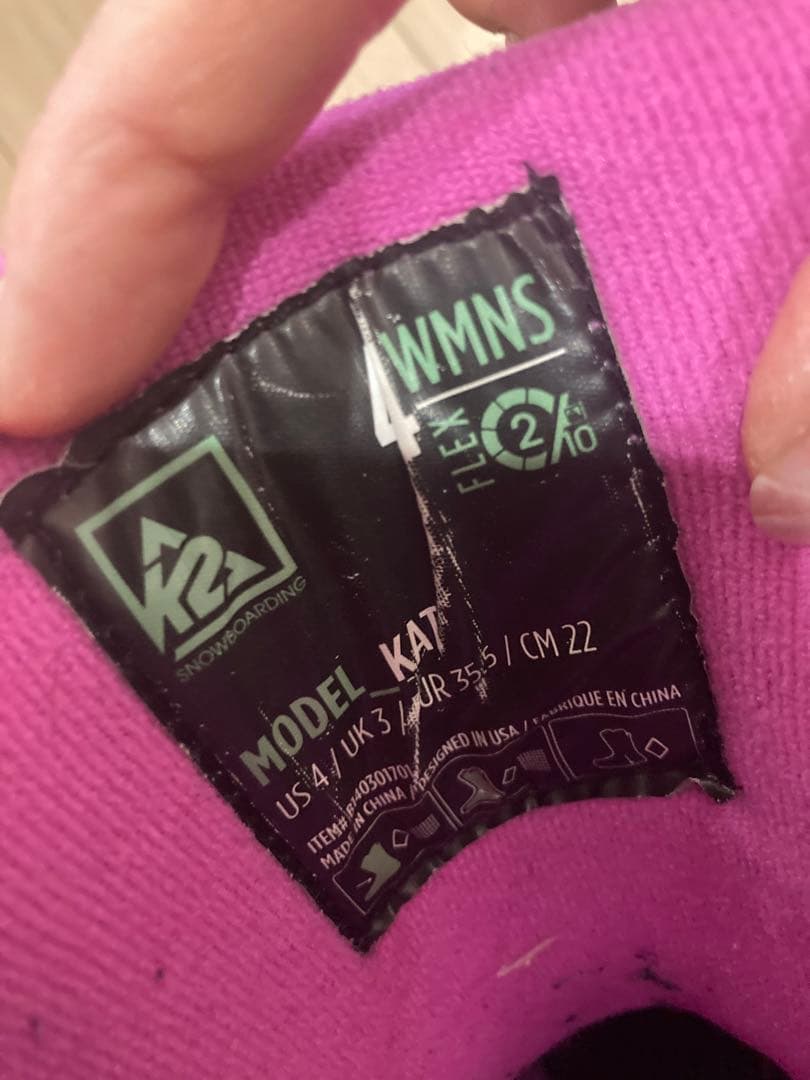 WMNS
4
FLEX 2/10
K2
SNOWBOARDING
MODEL_KAT
US 4 / UK 3 / EUR 35.5 / CM 22
MADE IN CHINA / DESIGNED IN USA / FABRIQUE EN CHINA